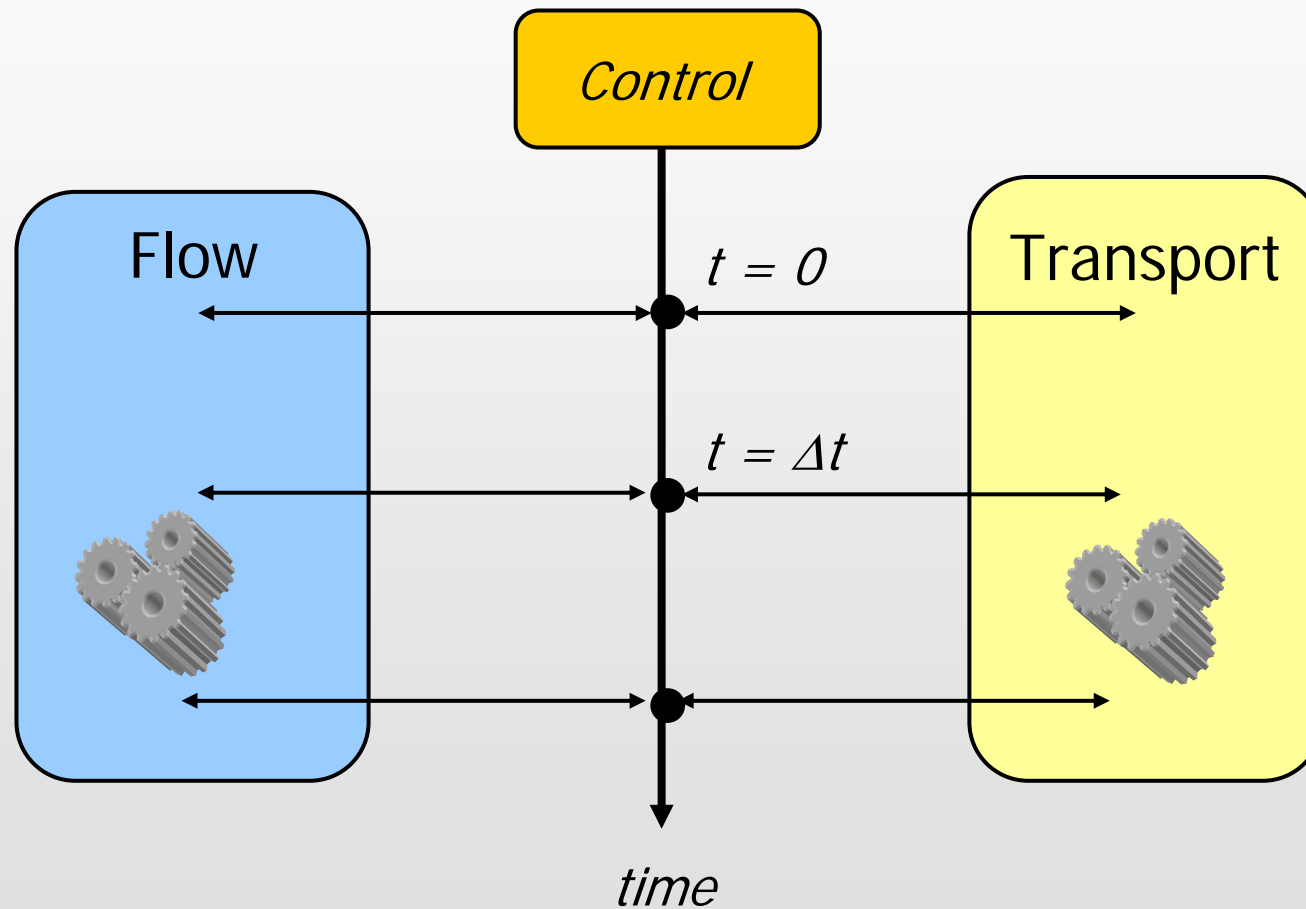 Control
Flow
t = 0
Transport
t = Δt
time